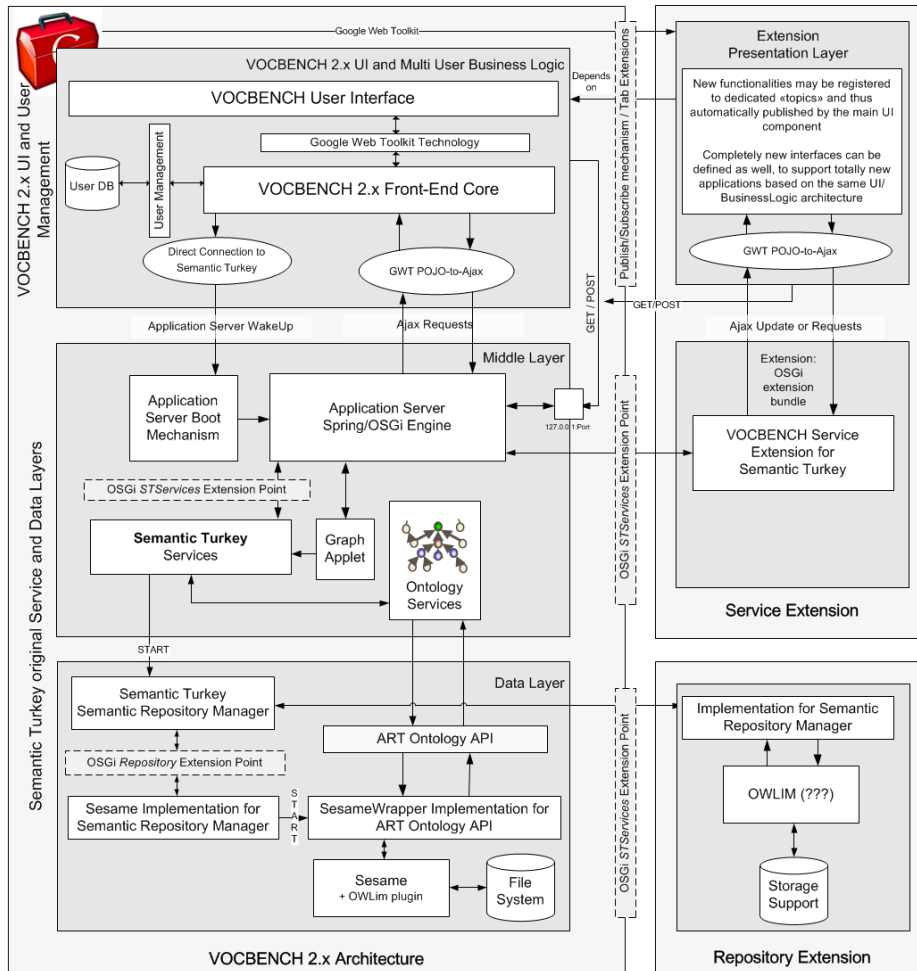 Google Web Toolkit
VOCBENCH 2.x UI and User
Management
VOCBENCH 2.x UI and Multi User Business Logic
VOCBENCH User Interface
Google Web Toolkit Technology
User DB
User Management
VOCBENCH 2.x Front-End Core
Direct Connection to
Semantic Turkey
GWT POJO-to-Ajax
Application Server WakeUp
Ajax Requests
GET / POST
Depends
on
Publish/Subscribe mechanism / Tab Extensions
GET/POST
Extension
Presentation Layer
New functionalities may be registered
to dedicated «topics» and thus
automatically published by the main UI
component
Completely new interfaces can be
defined as well, to support totally new
applications based on the same UI/
BusinessLogic architecture
GWT POJO-to-Ajax
Ajax Update or Requests
Semantic Turkey original Service and Data Layers
Middle Layer
Application
Server Boot
Mechanism
Application Server
Spring/OSGi Engine
127.0.0.1:Port
OSGi STServices Extension Point
Semantic Turkey
Services
Graph
Applet
Ontology
Services
OSGi STServices Extension Point
Extension:
OSGi
extension
bundle
VOCBENCH Service
Extension for
Semantic Turkey
Service Extension
START
Data Layer
Semantic Turkey
Semantic Repository Manager
OSGi Repository Extension Point
Sesame Implementation for
Semantic Repository Manager
START
ART Ontology API
SesameWrapper Implementation for
ART Ontology API
Sesame
+ OWLim plugin
File
System
OSGi STServices Extension Point
Implementation for Semantic
Repository Manager
OWLIM (???)
Storage
Support
VOCBENCH 2.x Architecture
Repository Extension